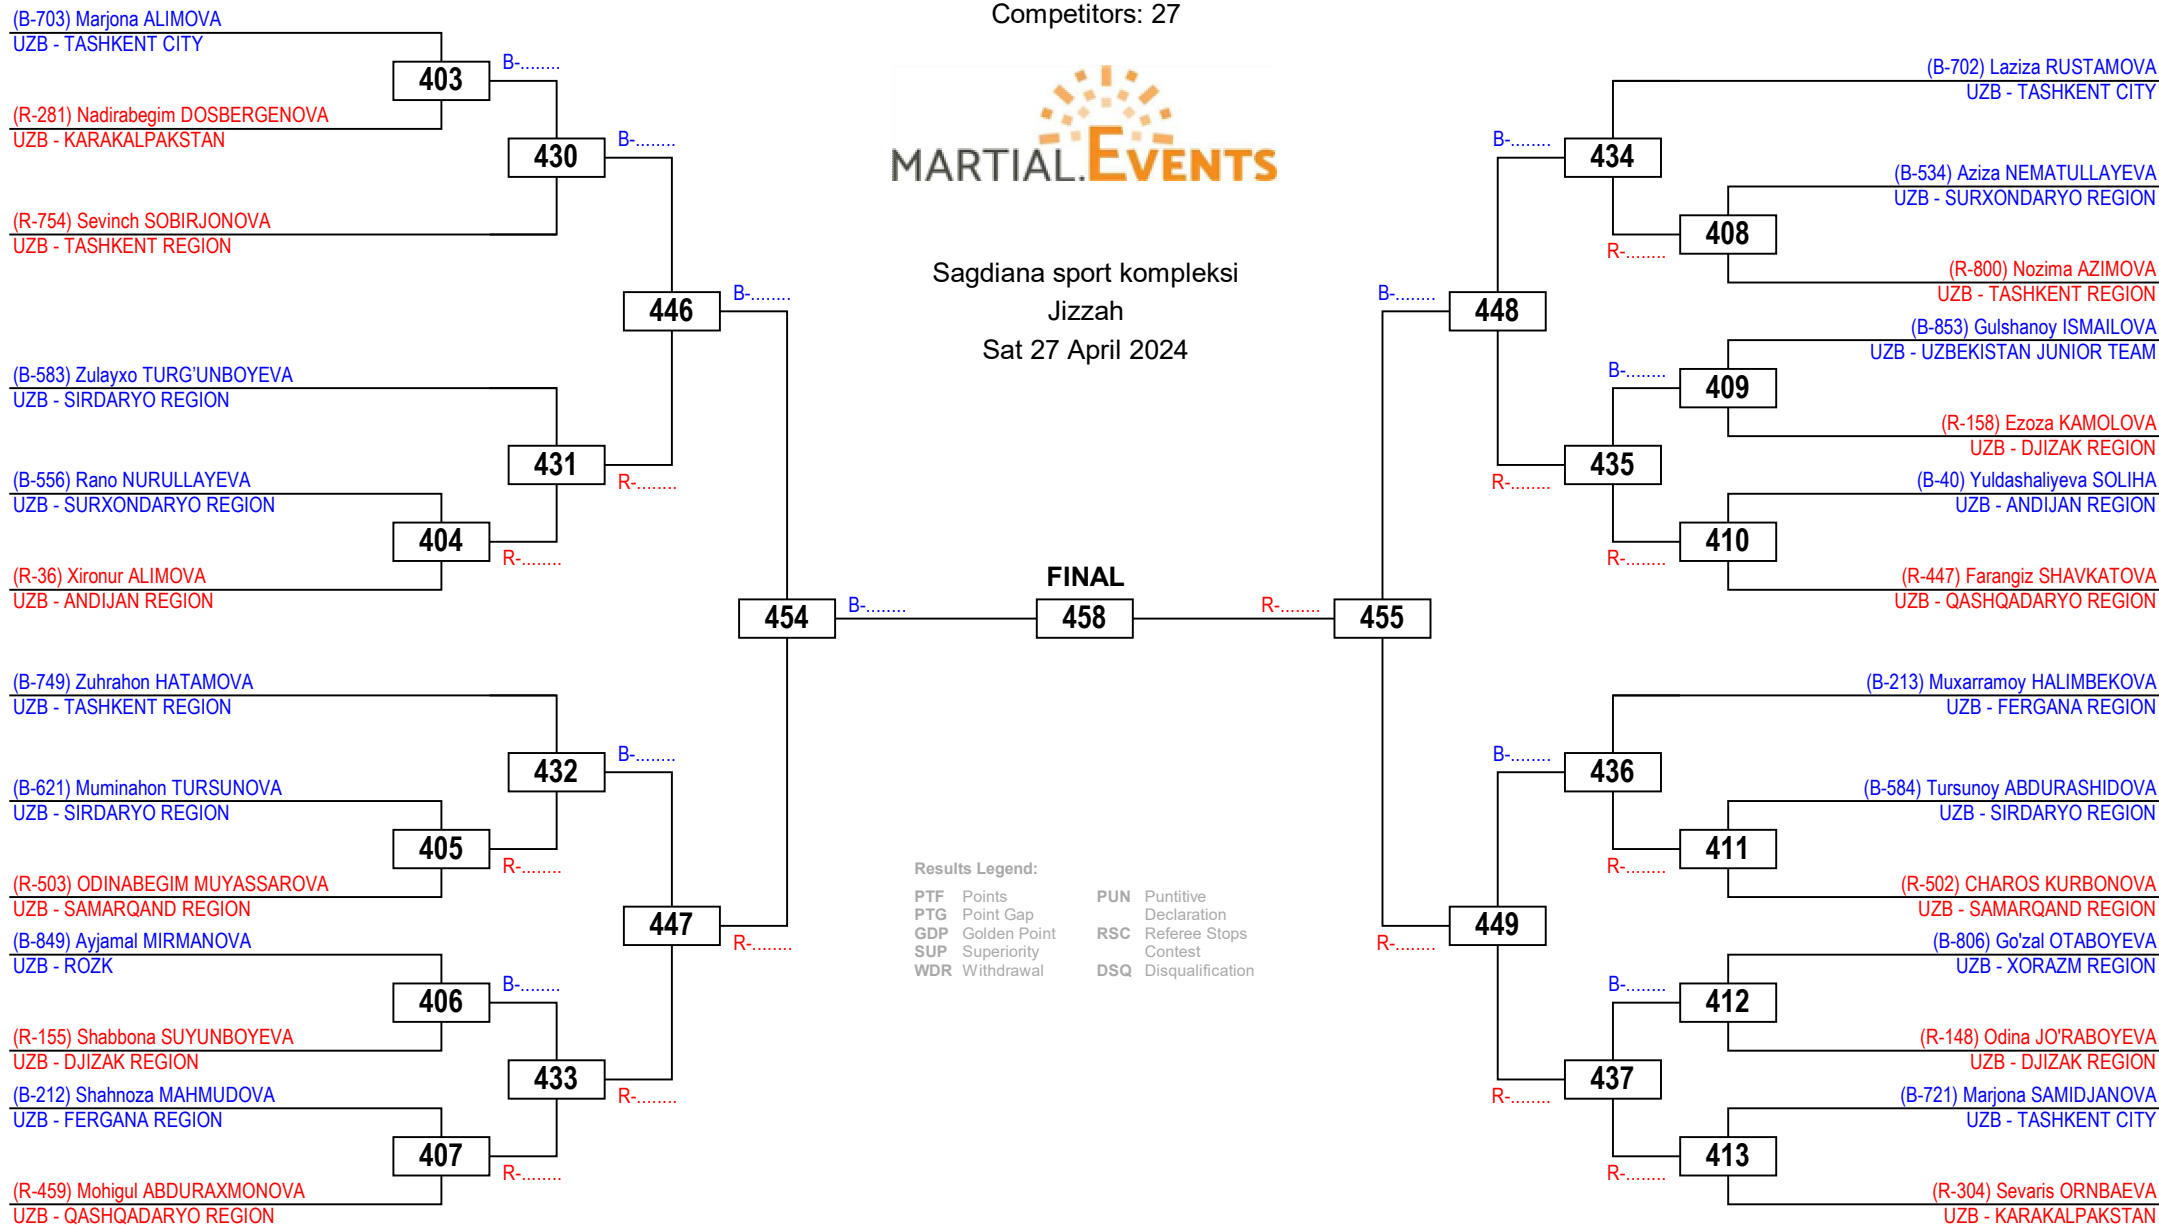 Competitors: 27
MARTIAL.EVENTS
Sagdiana sport kompleksi
Jizzah
Sat 27 April 2024
(B-703) Marjona ALIMOVA
UZB - TASHKENT CITY
403
B-........
(R-281) Nadirabegim DOSBERGENOVA
UZB - KARAKALPAKSTAN
430
B-........
(R-754) Sevinch SOBIRJONOVA
UZB - TASHKENT REGION
446
B-........
(B-583) Zulayxo TURG'UNBOYEVA
UZB - SIRDARYO REGION
431
R-........
(B-556) Rano NURULLAYEVA
UZB - SURXONDARYO REGION
404
R-........
(R-36) Xironur ALIMOVA
UZB - ANDIJAN REGION
454
B-........
(B-749) Zuhrahon HATAMOVA
UZB - TASHKENT REGION
432
B-........
(B-621) Muminahon TURSUNOVA
UZB - SIRDARYO REGION
405
R-........
(R-503) ODINABEGIM MUYASSAROVA
UZB - SAMARQAND REGION
447
R-........
(B-849) Ayjamal MIRMANOVA
UZB - ROZK
406
B-........
(R-155) Shabbona SUYUNBOYEVA
UZB - DJIZAK REGION
433
R-........
(B-212) Shahnoza MAHMUDOVA
UZB - FERGANA REGION
407
R-........
(R-459) Mohigul ABDURAXMONOVA
UZB - QASHQADARYO REGION
FINAL
458
Results Legend:
PTF Points
PTG Point Gap
GDP Golden Point
SUP Superiority
WDR Withdrawal
PUN Puntitive
Declaration
RSC Referee Stops
Contest
DSQ Disqualification
(B-702) Laziza RUSTAMOVA
UZB - TASHKENT CITY
B-........
434
(B-534) Aziza NEMATULLAYEVA
UZB - SURXONDARYO REGION
R-........
408
(R-800) Nozima AZIMOVA
UZB - TASHKENT REGION
B-........
448
(B-853) Gulshanoy ISMAILOVA
UZB - UZBEKISTAN JUNIOR TEAM
B-........
409
(R-158) Ezoza KAMOLOVA
UZB - DJIZAK REGION
R-........
435
(B-40) Yuldashaliyeva SOLIHA
UZB - ANDIJAN REGION
R-........
410
(R-447) Farangiz SHAVKATOVA
UZB - QASHQADARYO REGION
R-........
455
(B-213) Muxarramoy HALIMBEKOVA
UZB - FERGANA REGION
B-........
436
(B-584) Tursunoy ABDURASHIDOVA
UZB - SIRDARYO REGION
R-........
411
(R-502) CHAROS KURBONOVA
UZB - SAMARQAND REGION
R-........
449
(B-806) Go'zal OTABOYEVA
UZB - XORAZM REGION
B-........
412
(R-148) Odina JO'RABOYEVA
UZB - DJIZAK REGION
R-........
437
(B-721) Marjona SAMIDJANOVA
UZB - TASHKENT CITY
R-........
413
(R-304) Sevaris ORNBAEVA
UZB - KARAKALPAKSTAN